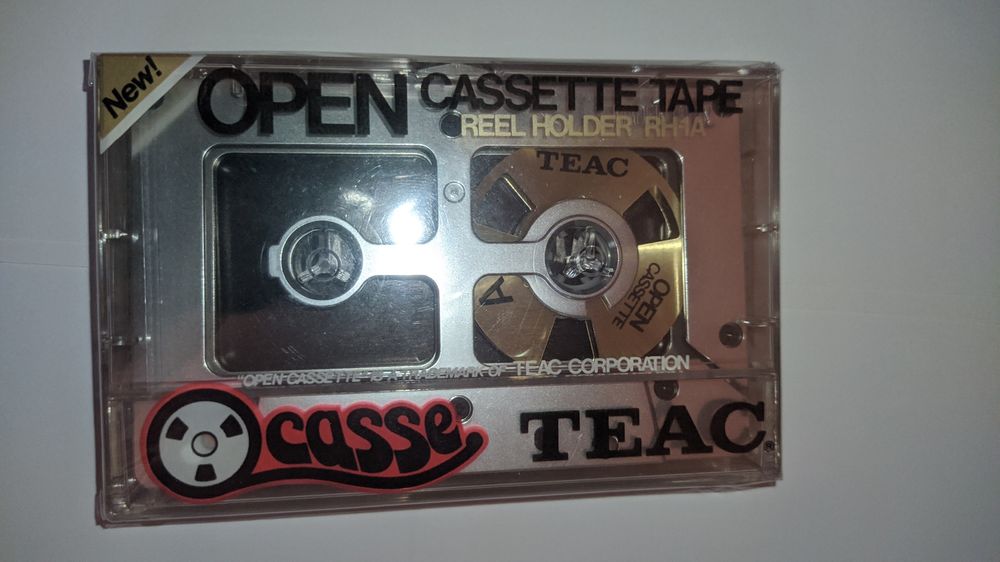 New!
OPEN CASSETTE TAPE
REEL HOLDER RH-1A
TEAC
OPEN
CASSETTE
A
"OPEN CASSETTE" IS A TRADEMARK OF TEAC CORPORATION
Ocasse
TEAC®